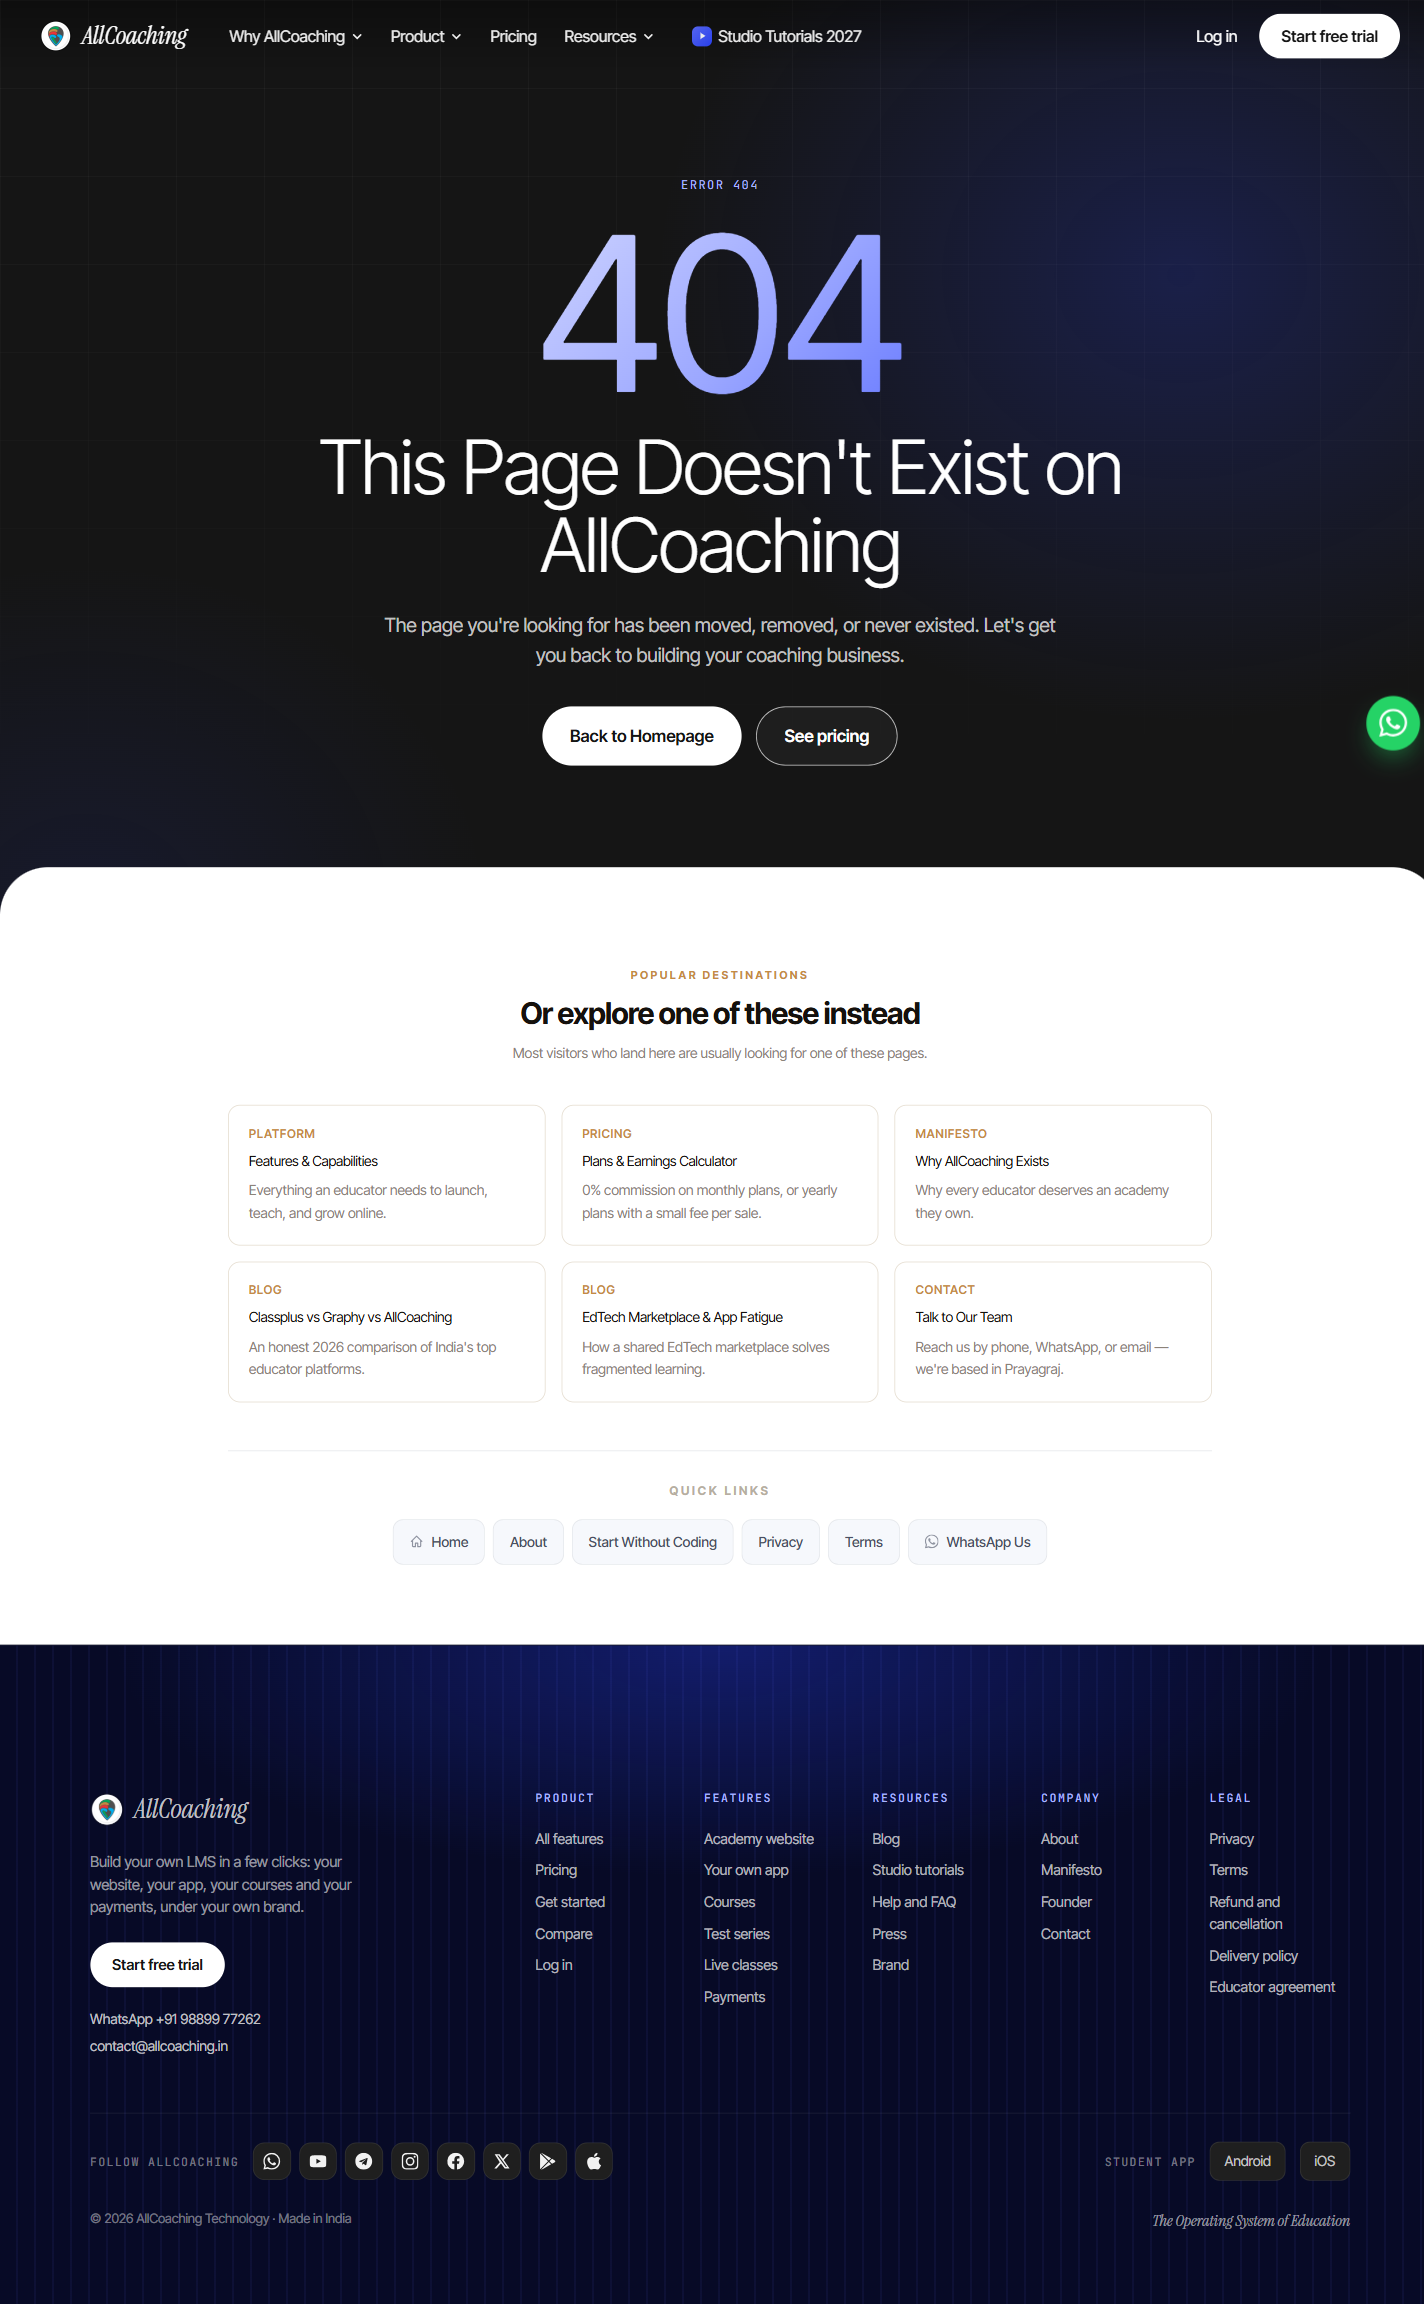 AllCoaching
Why AllCoaching
Product
Pricing
Resources
Studio Tutorials 2027
Log in
Start free trial
ERROR 404
404
This Page Doesn't Exist on
AllCoaching
The page you're looking for has been moved, removed, or never existed. Let's get
you back to building your coaching business.
Back to Homepage
See pricing
POPULAR DESTINATIONS
Or explore one of these instead
Most visitors who land here are usually looking for one of these pages.
PLATFORM
Features & Capabilities
Everything an educator needs to launch,
teach, and grow online.
PRICING
Plans & Earnings Calculator
0% commission on monthly plans, or yearly
plans with a small fee per sale.
MANIFESTO
Why AllCoaching Exists
Why every educator deserves an academy
they own.
BLOG
Classplus vs Graphy vs AllCoaching
An honest 2026 comparison of India's top
educator platforms.
BLOG
EdTech Marketplace & App Fatigue
How a shared EdTech marketplace solves
fragmented learning.
CONTACT
Talk to Our Team
Reach us by phone, WhatsApp, or email —
we're based in Prayagraj.
QUICK LINKS
Home
About
Start Without Coding
Privacy
Terms
WhatsApp Us
AllCoaching
Build your own LMS in a few clicks: your
website, your app, your courses and your
payments, under your own brand.
Start free trial
WhatsApp +91 98899 77262
contact@allcoaching.in
PRODUCT
All features
Pricing
Get started
Compare
Log in
FEATURES
Academy website
Your own app
Courses
Test series
Live classes
Payments
RESOURCES
Blog
Studio tutorials
Help and FAQ
Press
Brand
COMPANY
About
Manifesto
Founder
Contact
LEGAL
Privacy
Terms
Refund and
cancellation
Delivery policy
Educator agreement
FOLLOW ALLCOACHING
STUDENT APP
Android
iOS
© 2026 AllCoaching Technology · Made in India
The Operating System of Education